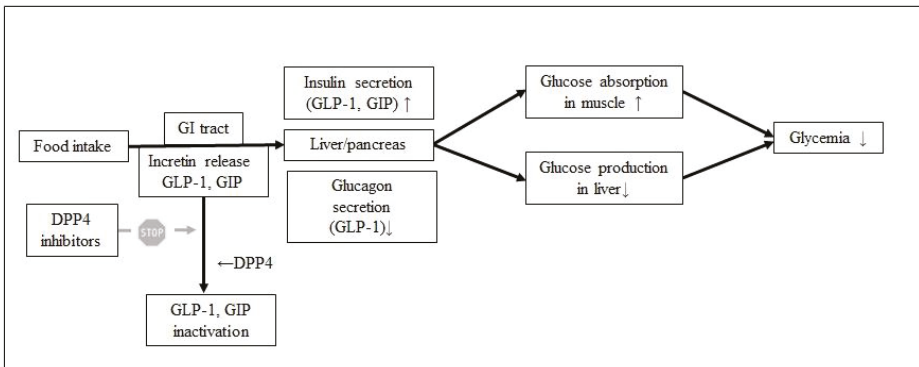 Food intake
GI tract
Incretin release
GLP-1, GIP
DPP4
inhibitors
STOP
←DPP4
GLP-1, GIP
inactivation
Insulin secretion
(GLP-1, GIP) ↑
Liver/pancreas
Glucagon
secretion
(GLP-1)↓
Glucose absorption
in muscle ↑
Glucose production
in liver↓
Glycemia ↓